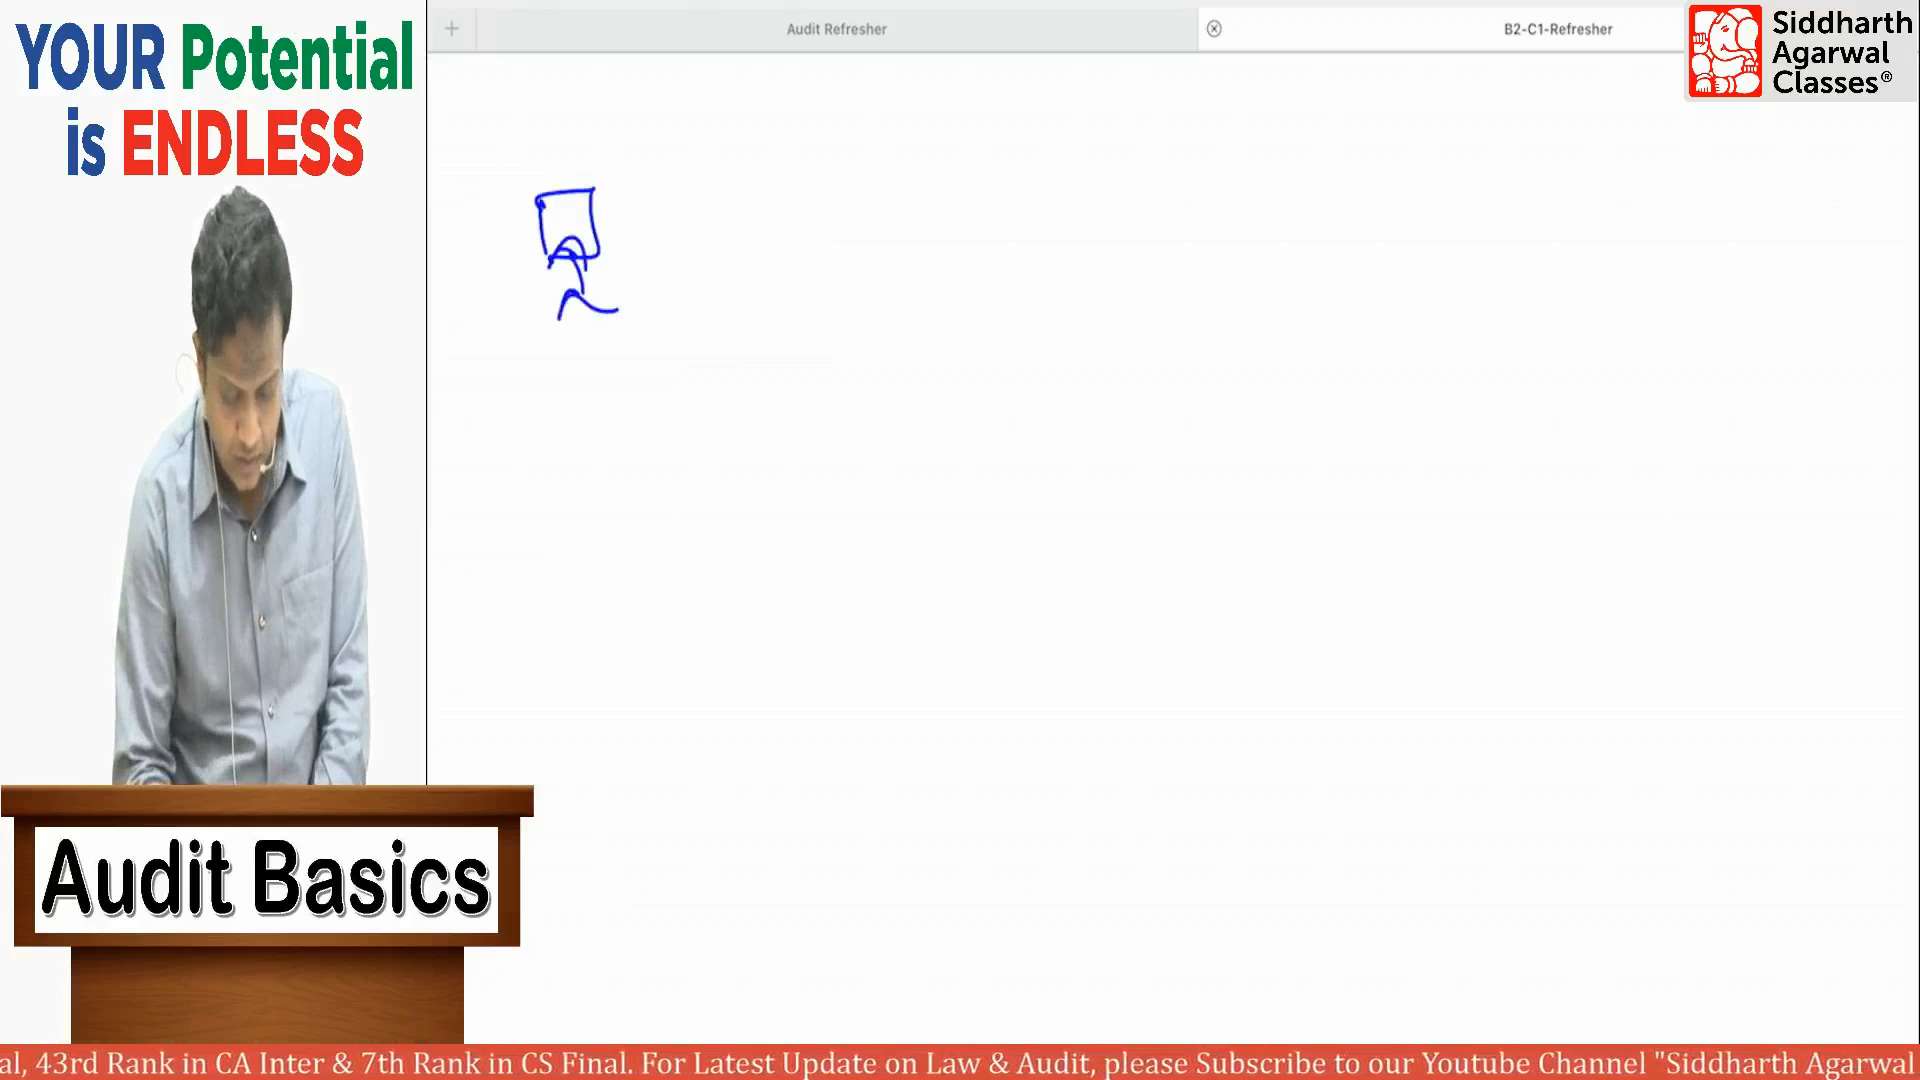 YOUR Potential
is ENDLESS
Audit Refresher
B2-C1-Refresher
Siddharth
Agarwal
Classes®
Audit Basics
al, 43rd Rank in CA Inter & 7th Rank in CS Final. For Latest Update on Law & Audit, please Subscribe to our Youtube Channel "Siddharth Agarwal